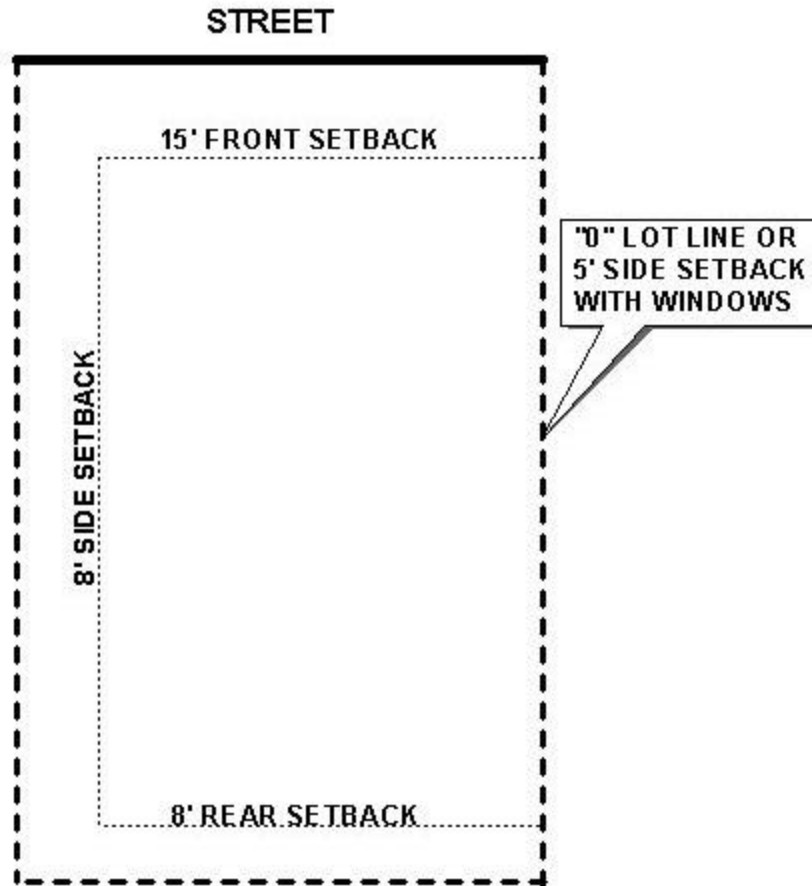 STREET
15' FRONT SETBACK
"0" LOT LINE OR
5' SIDE SETBACK
WITH WINDOWS
8' SIDE SETBACK
8' REAR SETBACK